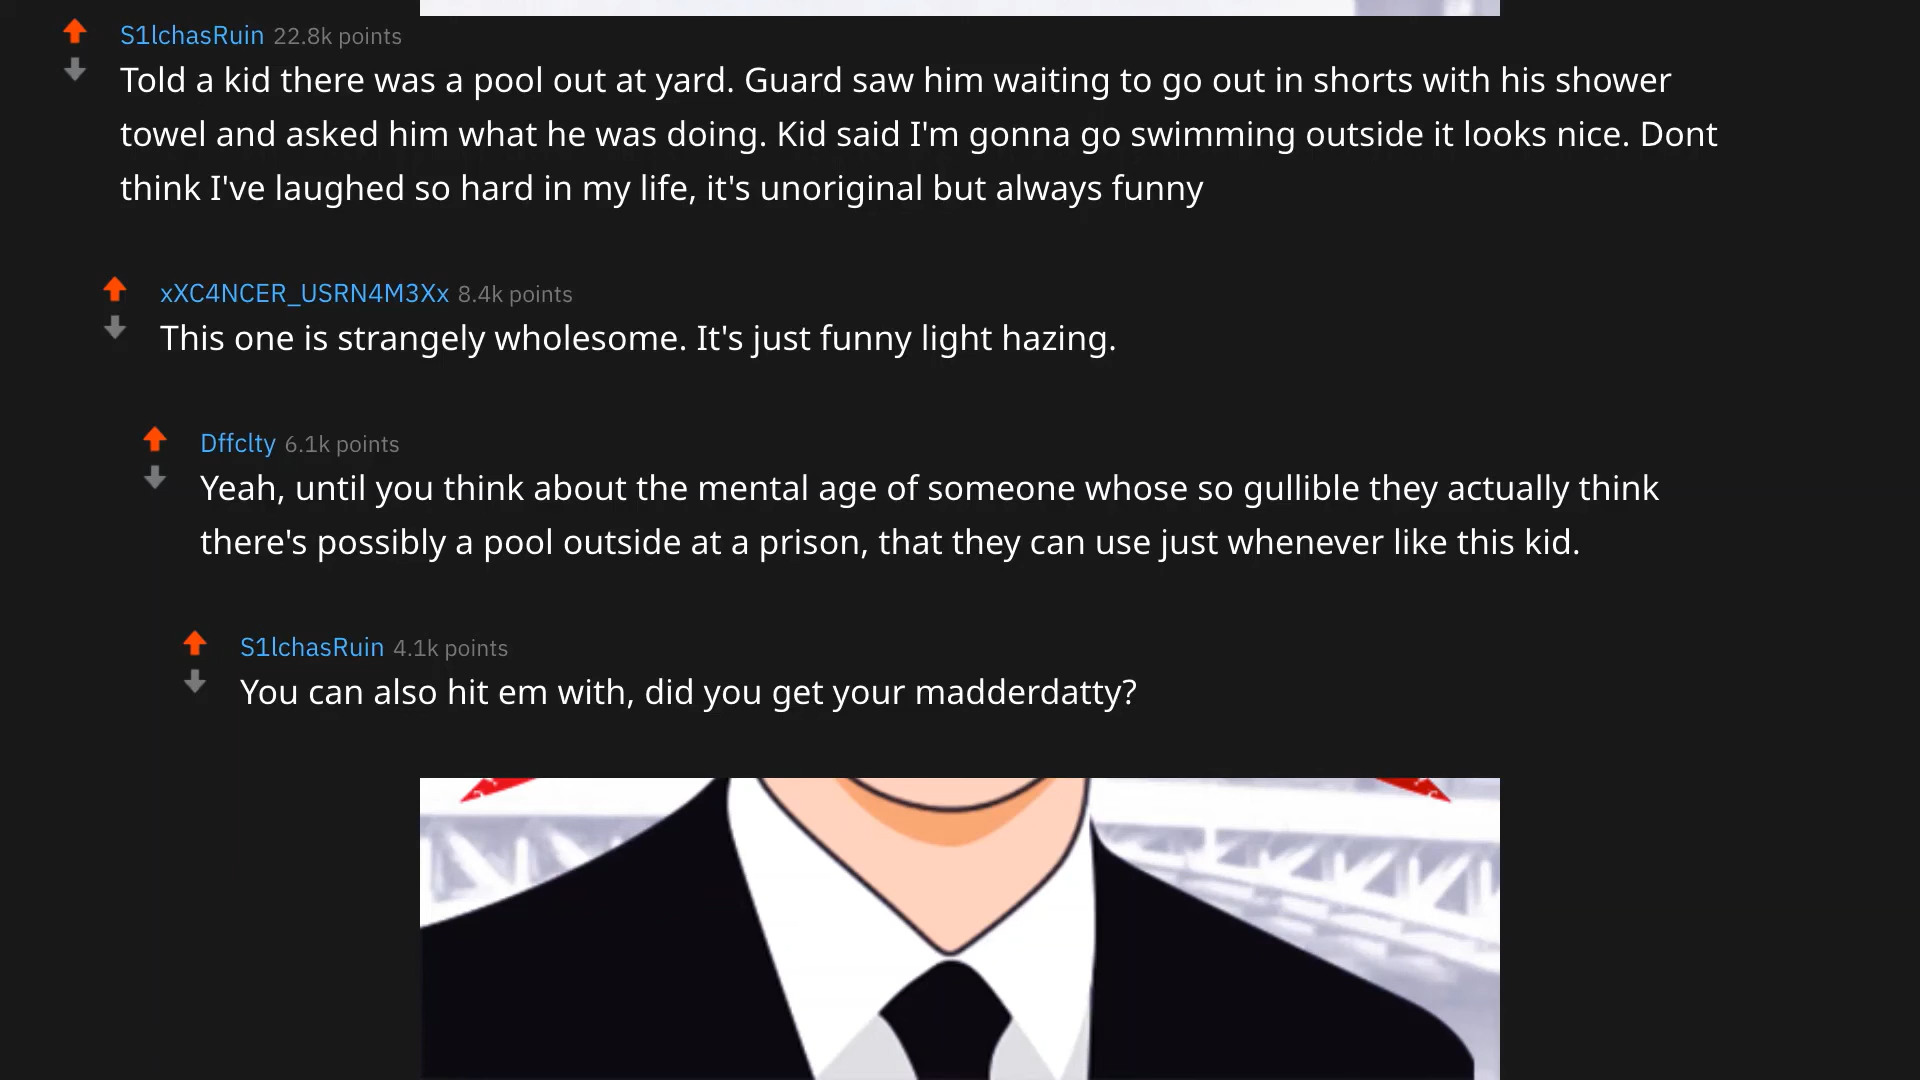 S1lchasRuin 22.8k points
Told a kid there was a pool out at yard. Guard saw him waiting to go out in shorts with his shower
towel and asked him what he was doing. Kid said I'm gonna go swimming outside it looks nice. Dont
think I've laughed so hard in my life, it's unoriginal but always funny
xXC4NCER_USRN4M3Xx 8.4k points
This one is strangely wholesome. It's just funny light hazing.
Dffclty 6.1k points
Yeah, until you think about the mental age of someone whose so gullible they actually think
there's possibly a pool outside at a prison, that they can use just whenever like this kid.
S1lchasRuin 4.1k points
You can also hit em with, did you get your madderdatty?